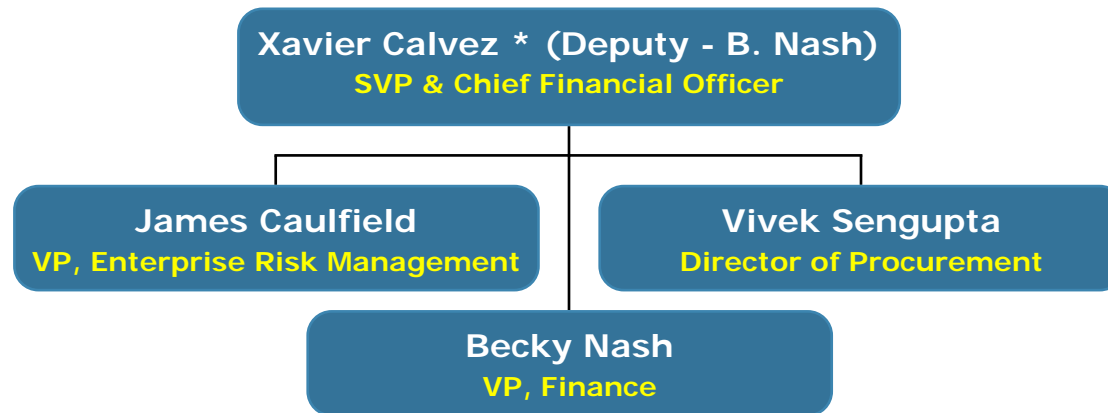 Xavier Calvez * (Deputy - B. Nash)
SVP & Chief Financial Officer
James Caulfield
VP, Enterprise Risk Management
Vivek Sengupta
Director of Procurement
Becky Nash
VP, Finance